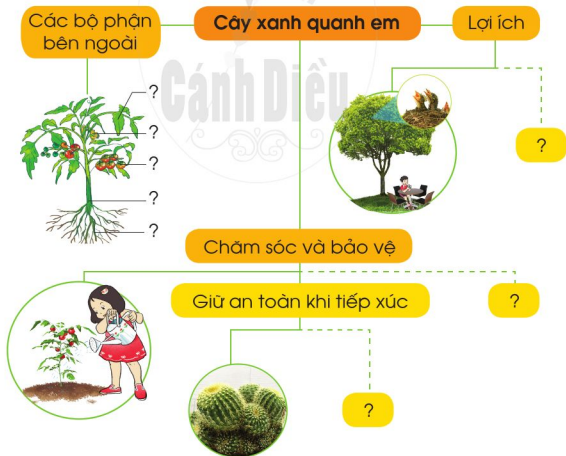 Các bộ phận
bên ngoài
Cây xanh quanh em
Lợi ích
Cánh Diều
?
?
?
?
?
?
Chăm sóc và bảo vệ
Giữ an toàn khi tiếp xúc
?
?